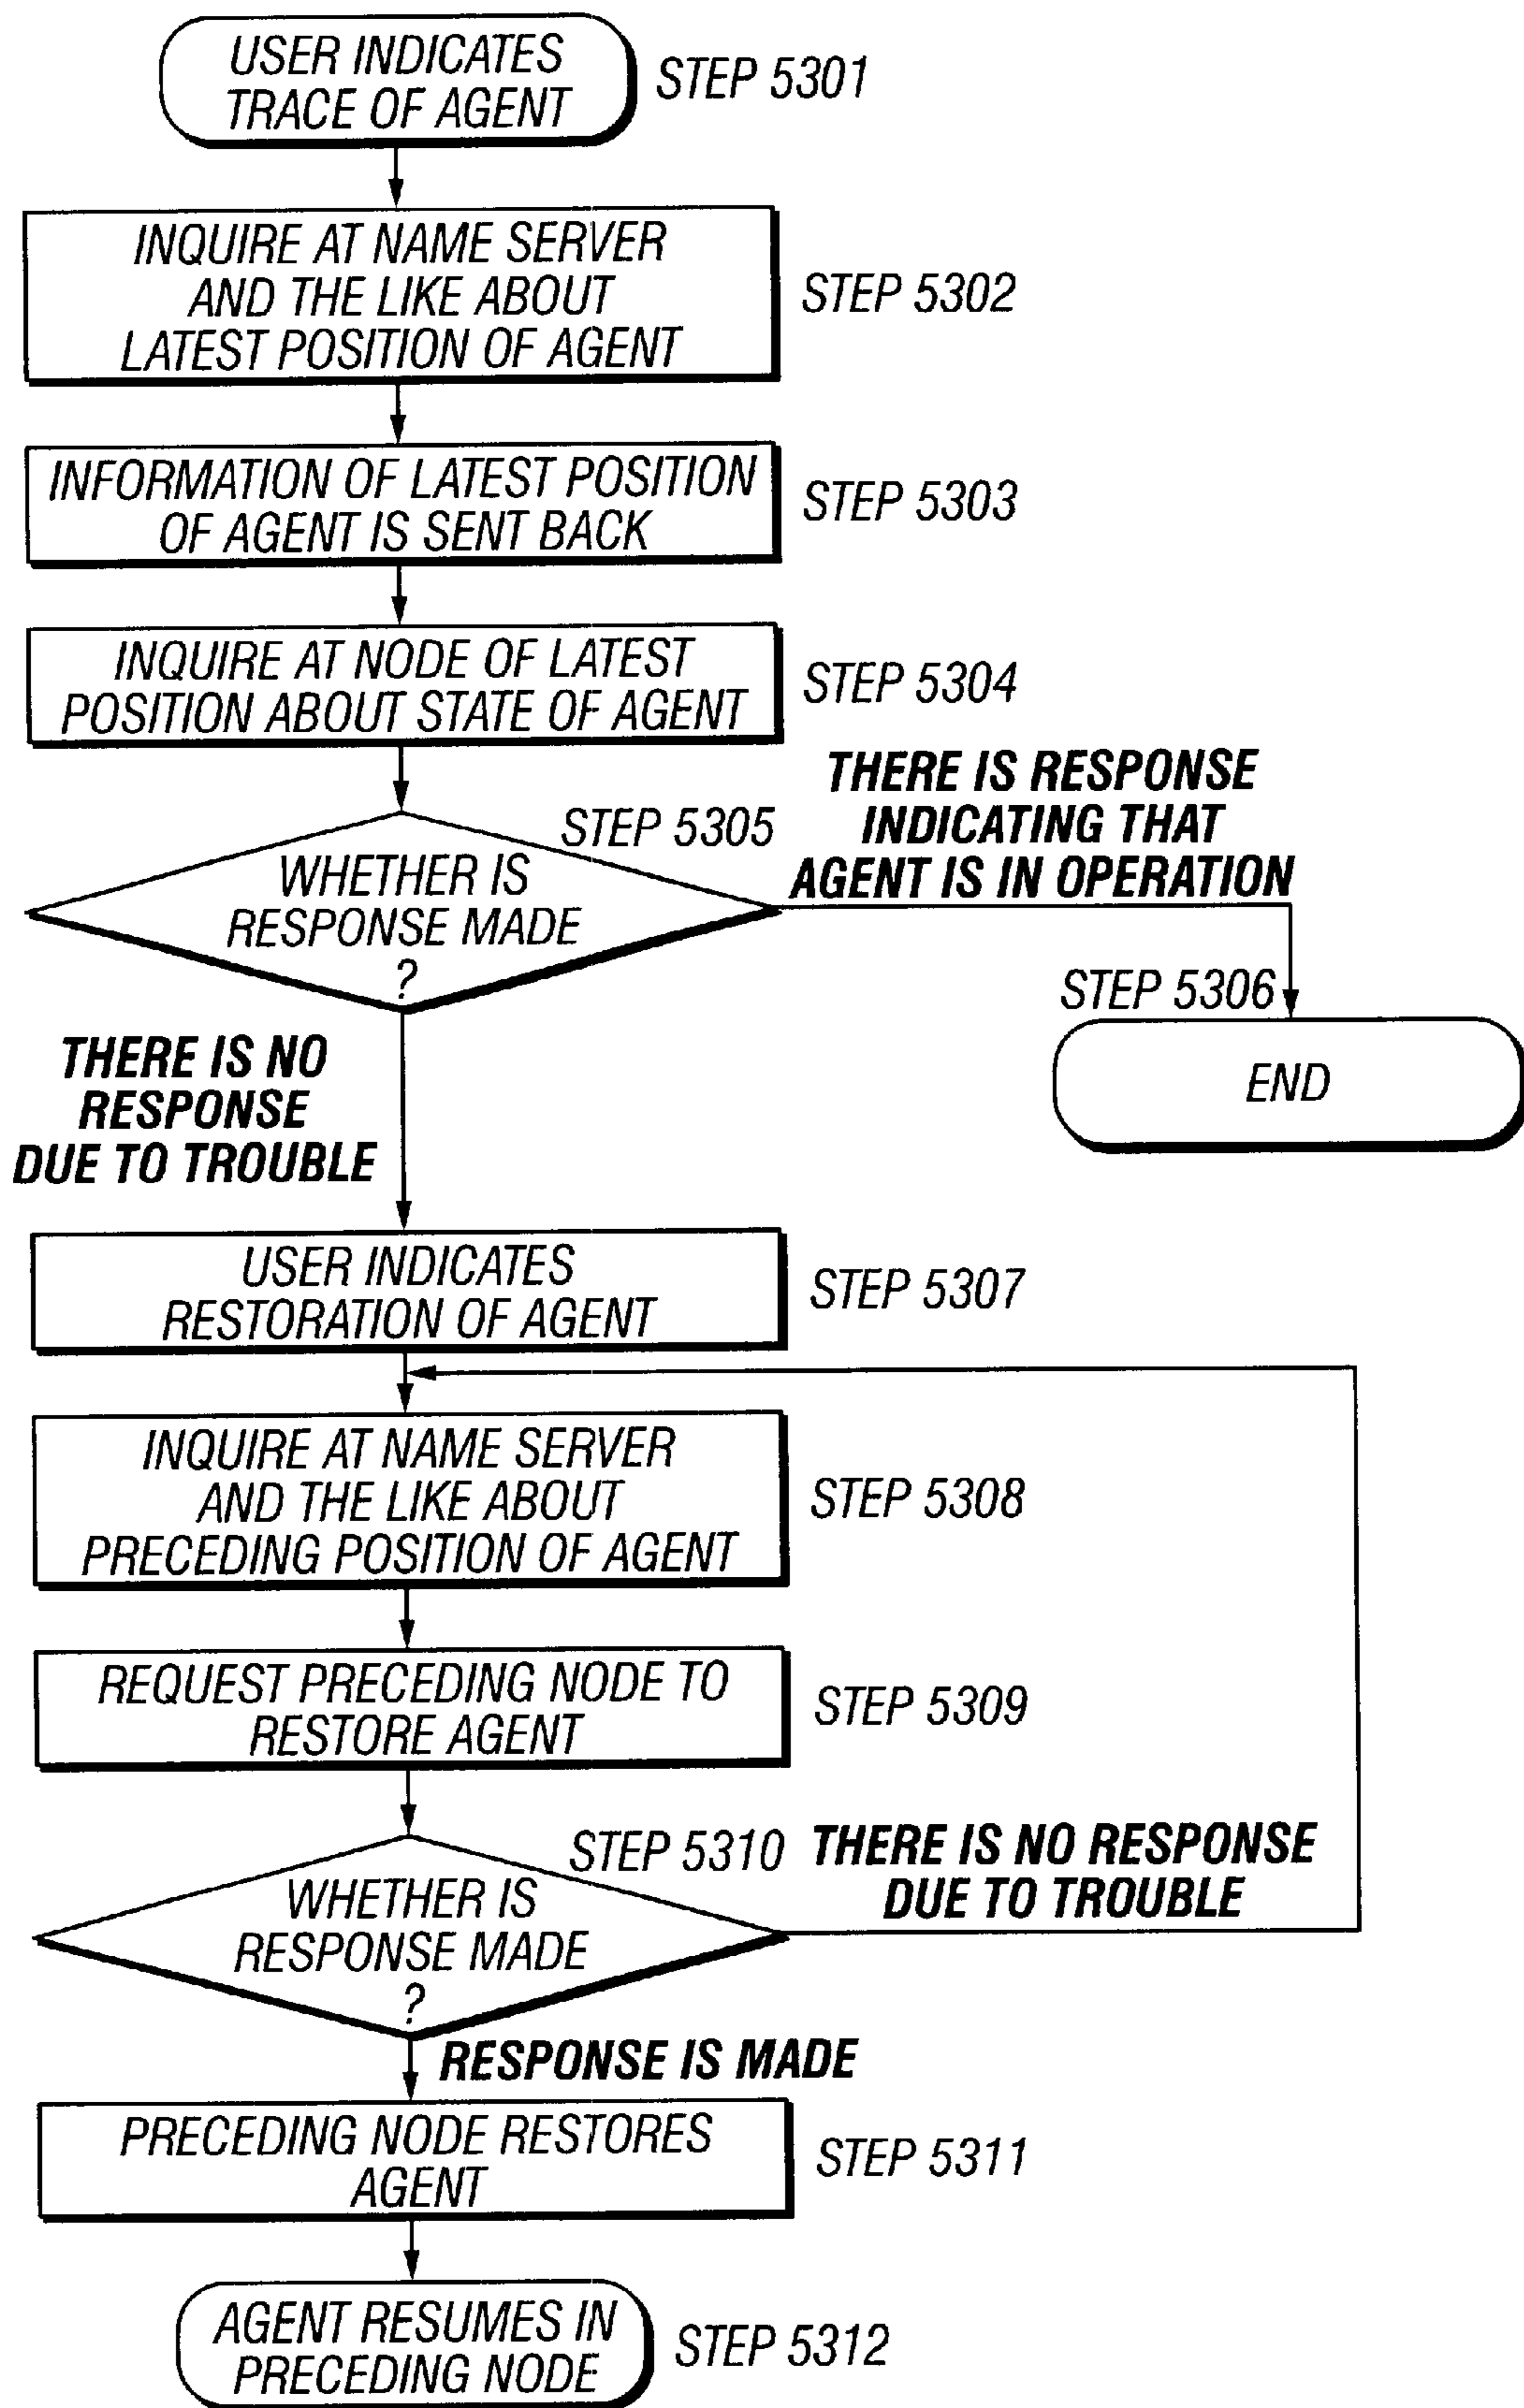 USER INDICATES
TRACE OF AGENT
STEP 5301
INQUIRE AT NAME SERVER
AND THE LIKE ABOUT
LATEST POSITION OF AGENT
STEP 5302
INFORMATION OF LATEST POSITION
OF AGENT IS SENT BACK
STEP 5303
INQUIRE AT NODE OF LATEST
POSITION ABOUT STATE OF AGENT
STEP 5304
STEP 5305
WHETHER IS
RESPONSE MADE
?
THERE IS RESPONSE
INDICATING THAT
AGENT IS IN OPERATION
STEP 5306
END
THERE IS NO
RESPONSE
DUE TO TROUBLE
USER INDICATES
RESTORATION OF AGENT
STEP 5307
INQUIRE AT NAME SERVER
AND THE LIKE ABOUT
PRECEDING POSITION OF AGENT
STEP 5308
REQUEST PRECEDING NODE TO
RESTORE AGENT
STEP 5309
STEP 5310
WHETHER IS
RESPONSE MADE
?
THERE IS NO RESPONSE
DUE TO TROUBLE
RESPONSE IS MADE
PRECEDING NODE RESTORES
AGENT
STEP 5311
AGENT RESUMES IN
PRECEDING NODE
STEP 5312